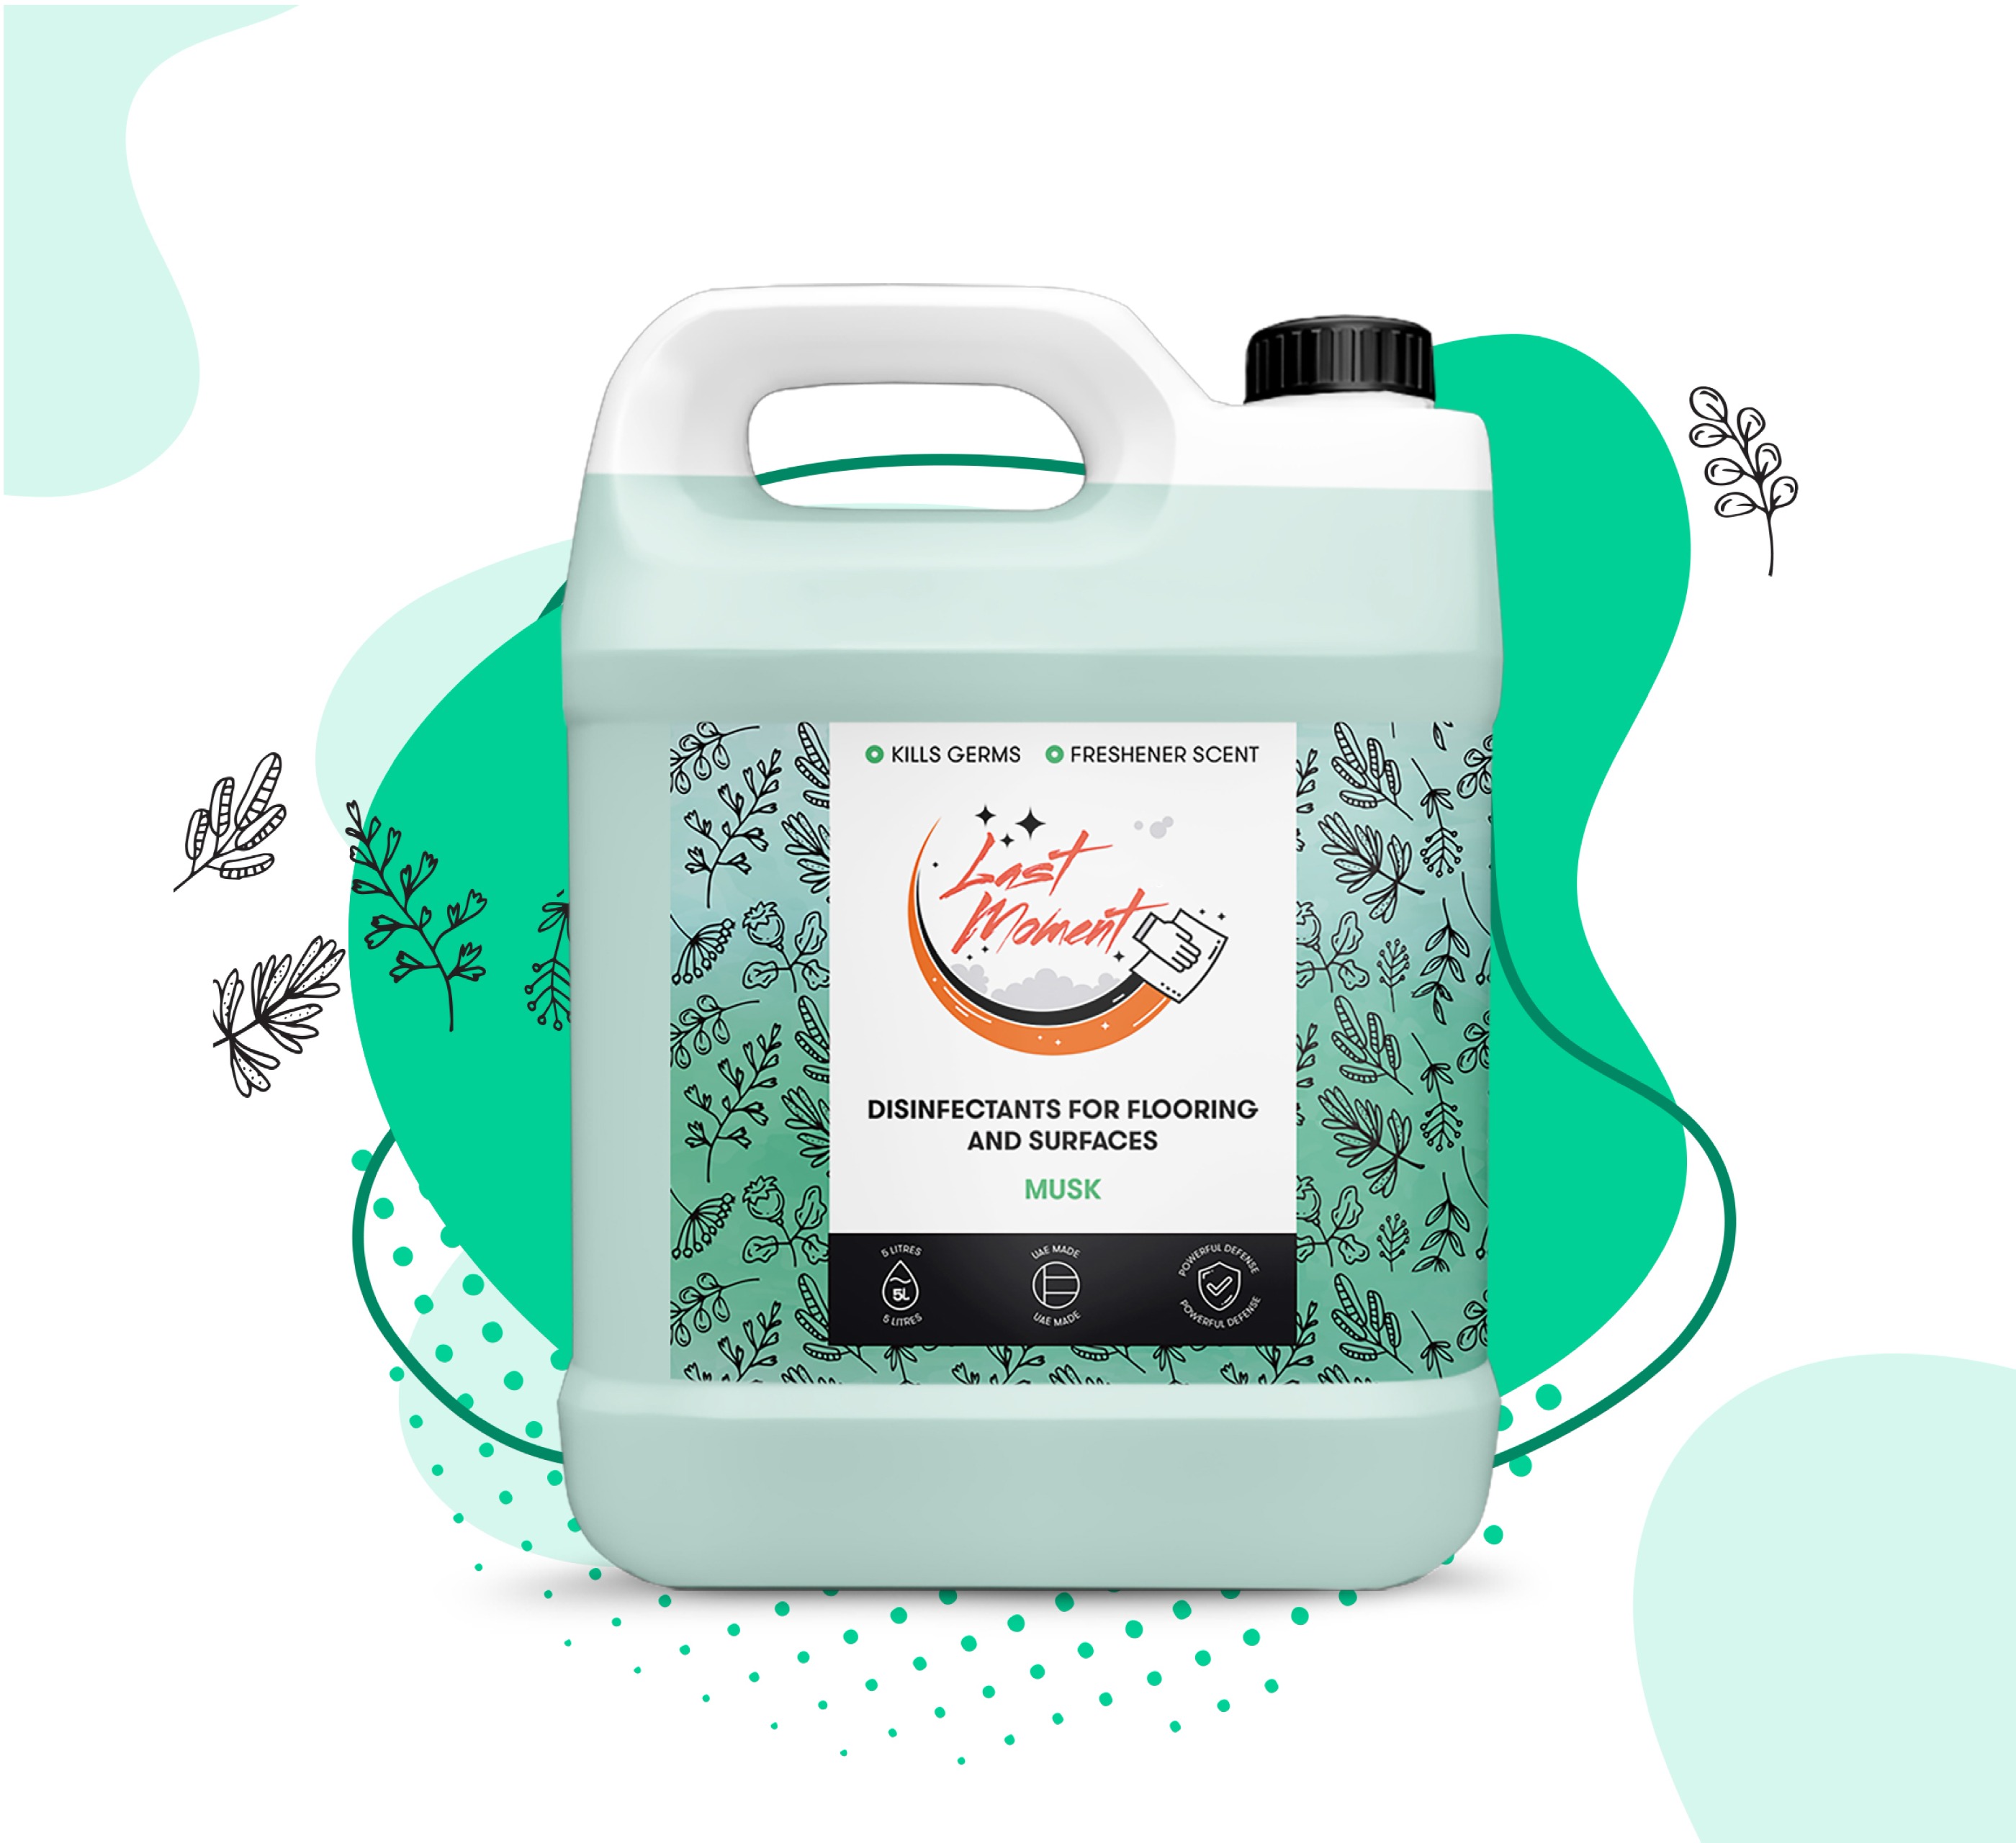 KILLS GERMS FRESHENER SCENT
Last
Moment
DISINFECTANTS FOR FLOORING
AND SURFACES
MUSK
5 LITRES UAE MADE POWERFUL DEFENSE
5L
5 LITRES UAE MADE POWERFUL DEFENSE